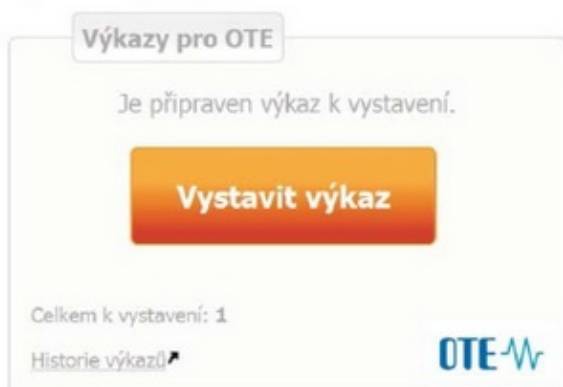 Výkazy pro OTE
Je připraven výkaz k vystavení.
Vystavit výkaz
Celkem k vystavení: 1
Historie výkazů
OTE